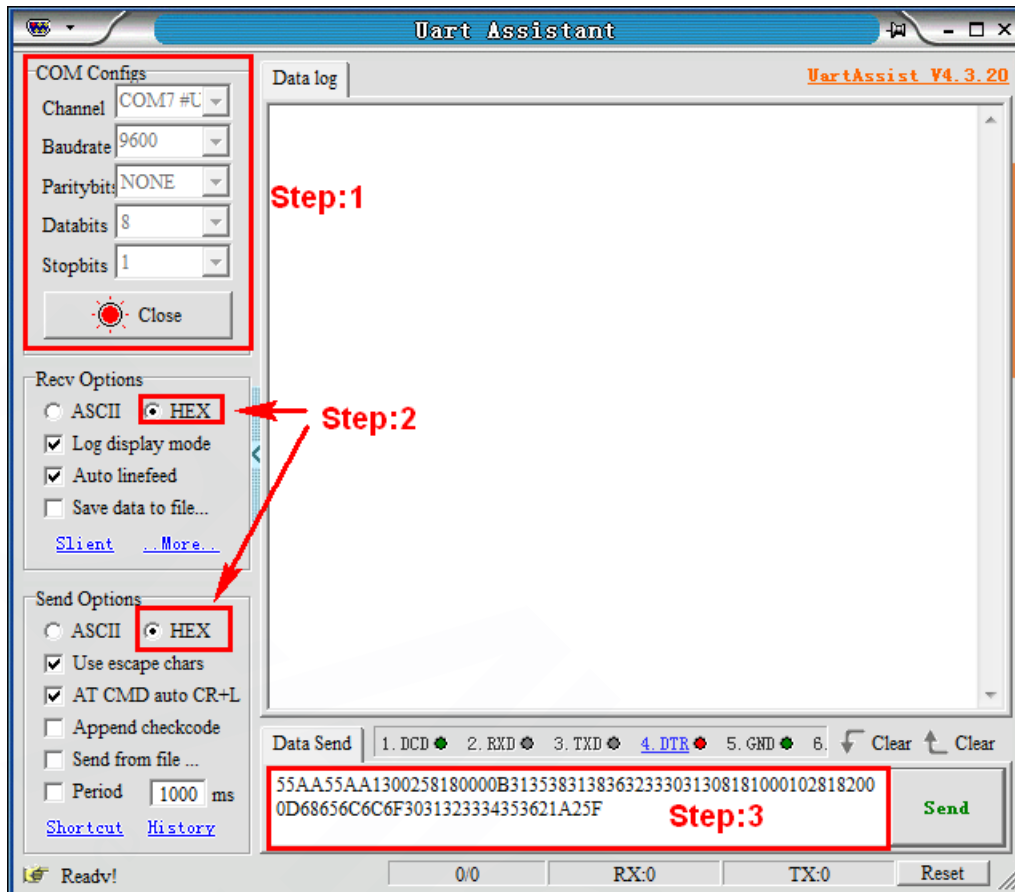 Uart Assistant
COM Configs
Channel COM7 #U
Baudrate 9600
Paritybits NONE
Databits 8
Stopbits 1
Close
Recv Options
ASCII HEX
Log display mode
Auto linefeed
Save data to file...
Slient ..More..
Send Options
ASCII HEX
Use escape chars
AT CMD auto CR+L
Append checkcode
Send from file ...
Period 1000 ms
Shortcut History
Data log
UartAssist V4.3.20
Step:1
Step:2
Data Send 1. DCD 2. RXD 3. TXD 4. DTR 5. GND 6. Clear Clear
55AA55AA1300258180000B31353831383632333031308181000102818200
0D68656C6C6F3031323334353621A25F
Step:3
Send
Ready! 0/0 RX:0 TX:0 Reset